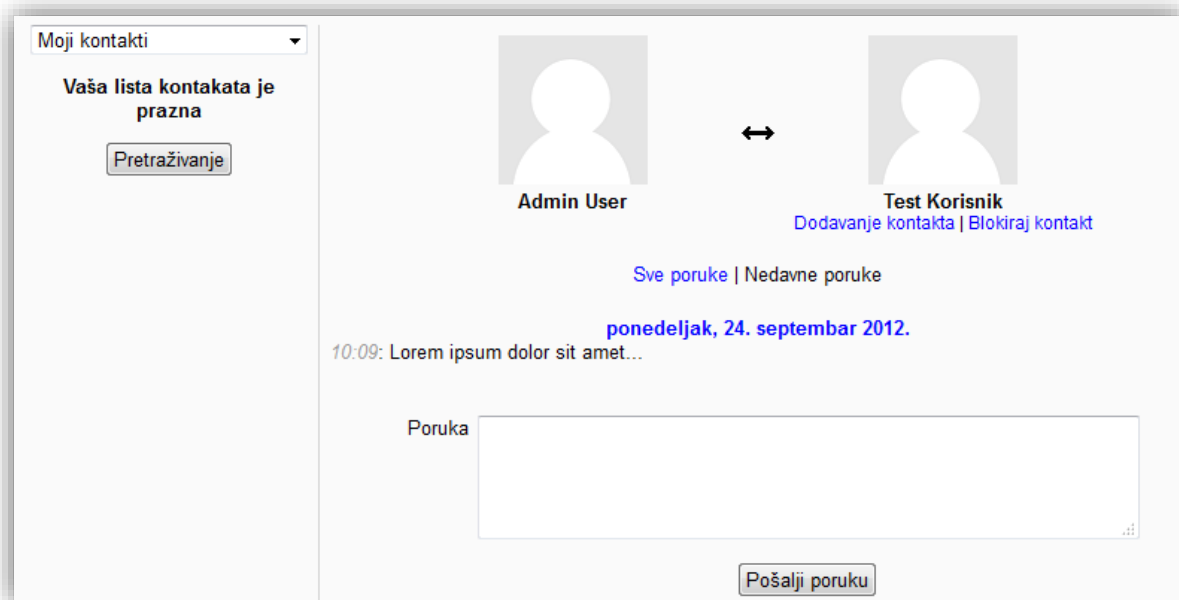 Moji kontakti
Vaša lista kontakata je
prazna
Pretraživanje
Admin User
Test Korisnik
Dodavanje kontakta | Blokiraj kontakt
Sve poruke | Nedavne poruke
ponedeljak, 24. septembar 2012.
10:09: Lorem ipsum dolor sit amet...
Poruka
Pošalji poruku